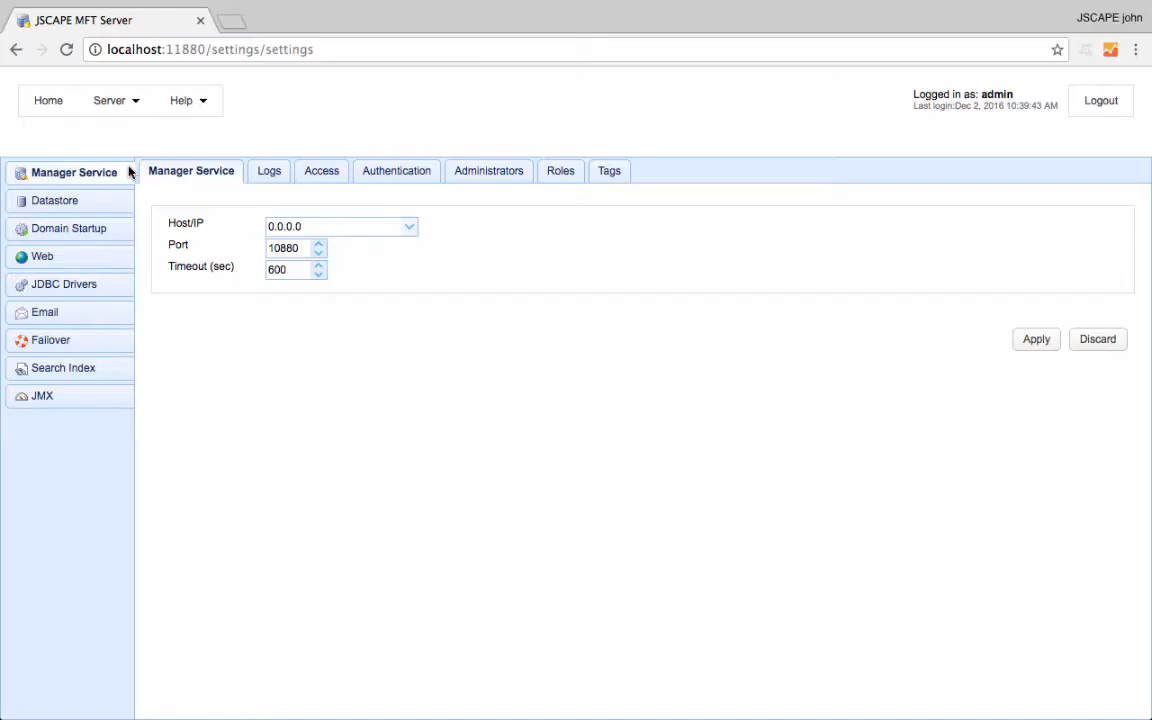 JSCAPE MFT Server
JSCAPE john
localhost:11880/settings/settings
Home Server Help
Logged in as: admin
Last login:Dec 2, 2016 10:39:43 AM
Logout
Manager Service
Datastore
Domain Startup
Web
JDBC Drivers
Email
Failover
Search Index
JMX
Manager Service Logs Access Authentication Administrators Roles Tags
Host/IP 0.0.0.0
Port 10880
Timeout (sec) 600
Apply Discard